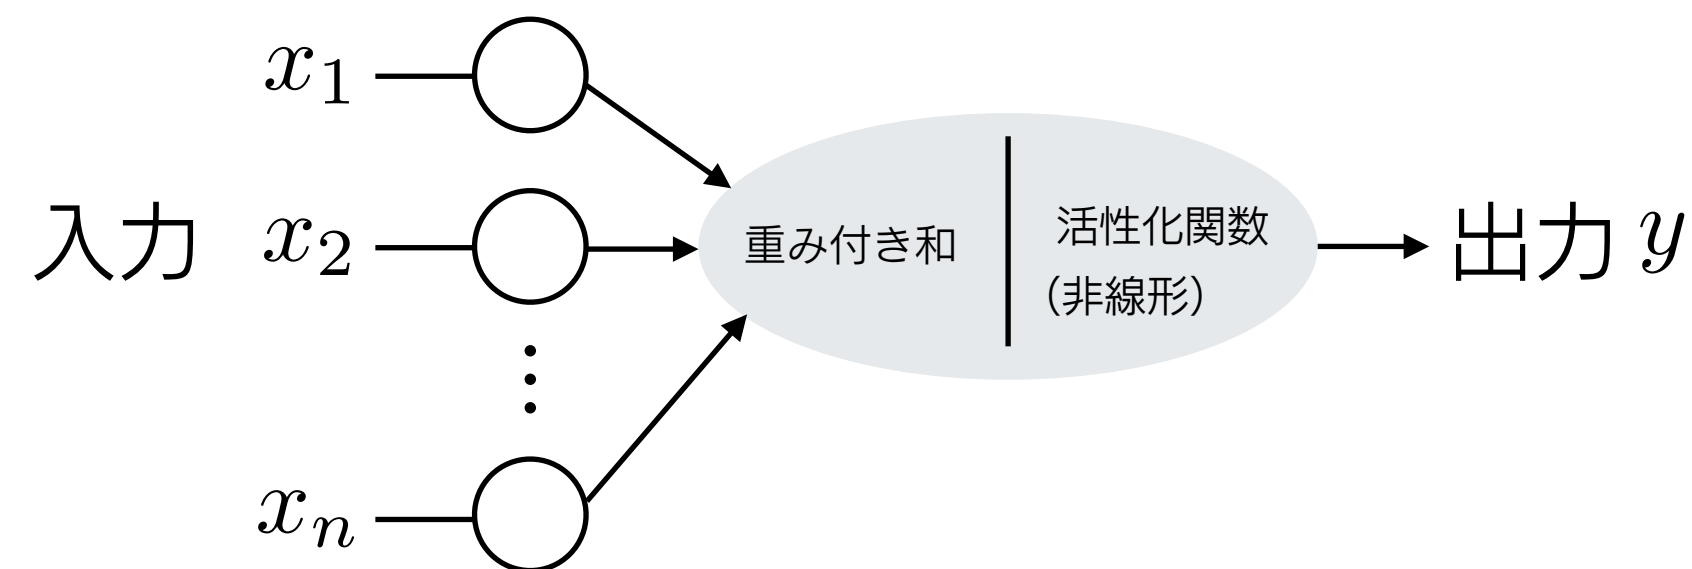 x₁
入力 x₂
xₙ
重み付き和
活性化関数
（非線形）
出力 y